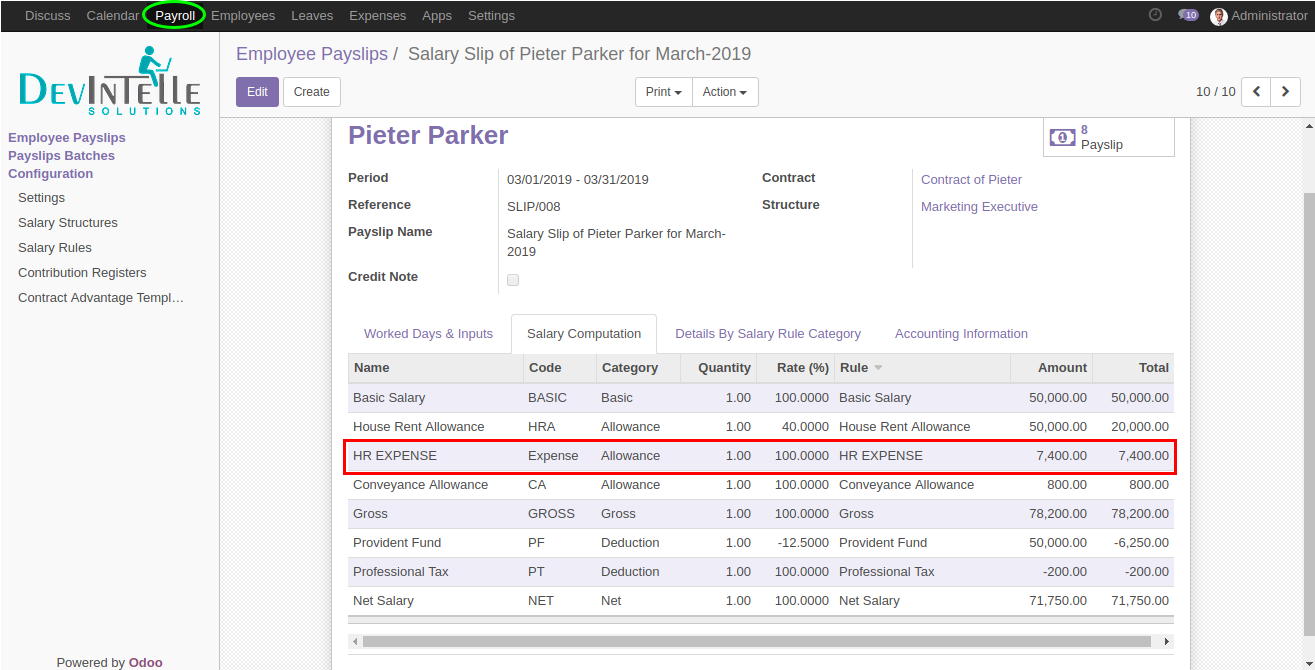 Discuss Calendar Payroll Employees Leaves Expenses Apps Settings 10 Administrator
DEVINTELLE
SOLUTIONS
Employee Payslips
Payslips Batches
Configuration
Settings
Salary Structures
Salary Rules
Contribution Registers
Contract Advantage Templ…
Powered by Odoo
Employee Payslips / Salary Slip of Pieter Parker for March-2019
Edit Create Print Action 10 / 10
Pieter Parker
8
Payslip
Period 03/01/2019 - 03/31/2019 Contract Contract of Pieter
Reference SLIP/008 Structure Marketing Executive
Payslip Name Salary Slip of Pieter Parker for March-
2019
Credit Note
Worked Days & Inputs Salary Computation Details By Salary Rule Category Accounting Information
Name Code Category Quantity Rate (%) Rule Amount Total
Basic Salary BASIC Basic 1.00 100.0000 Basic Salary 50,000.00 50,000.00
House Rent Allowance HRA Allowance 1.00 40.0000 House Rent Allowance 50,000.00 20,000.00
HR EXPENSE Expense Allowance 1.00 100.0000 HR EXPENSE 7,400.00 7,400.00
Conveyance Allowance CA Allowance 1.00 100.0000 Conveyance Allowance 800.00 800.00
Gross GROSS Gross 1.00 100.0000 Gross 78,200.00 78,200.00
Provident Fund PF Deduction 1.00 -12.5000 Provident Fund 50,000.00 -6,250.00
Professional Tax PT Deduction 1.00 100.0000 Professional Tax -200.00 -200.00
Net Salary NET Net 1.00 100.0000 Net Salary 71,750.00 71,750.00